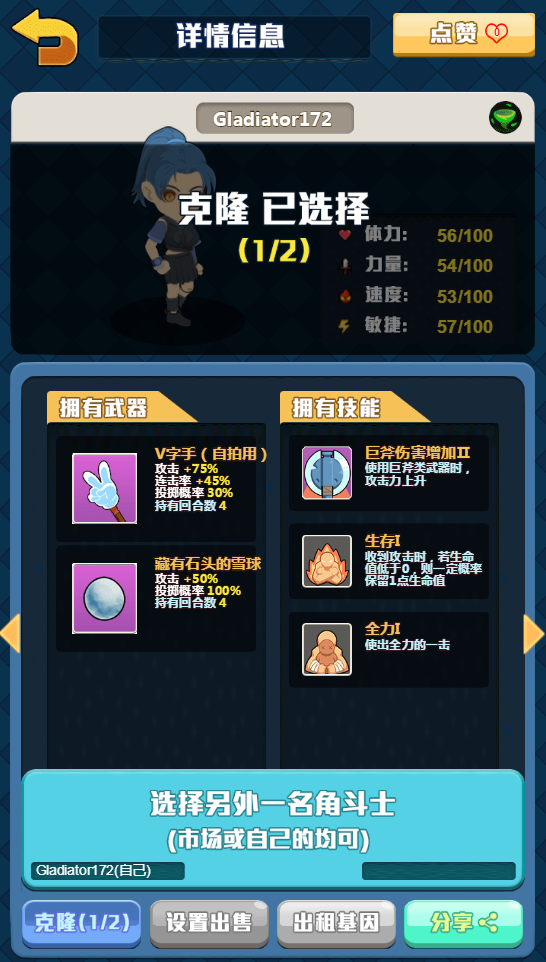 详情信息
点赞
Gladiator172
克隆 已选择
(1/2)
体力: 56/100
力量: 54/100
速度: 53/100
敏捷: 57/100
拥有武器
V字手（自拍用）
攻击 +75%
连击率 +45%
投掷概率 30%
持有回合数 4
藏有石头的雪球
攻击 +50%
投掷概率 100%
持有回合数 4
拥有技能
巨斧伤害增加II
使用巨斧类武器时，
攻击力上升
生存I
收到攻击时，若生命
值低于0，则一定概率
保留1点生命值
全力I
使出全力的一击
选择另外一名角斗士
(市场或自己的均可)
Gladiator172(自己)
克隆(1/2)
设置出售
出租基因
分享